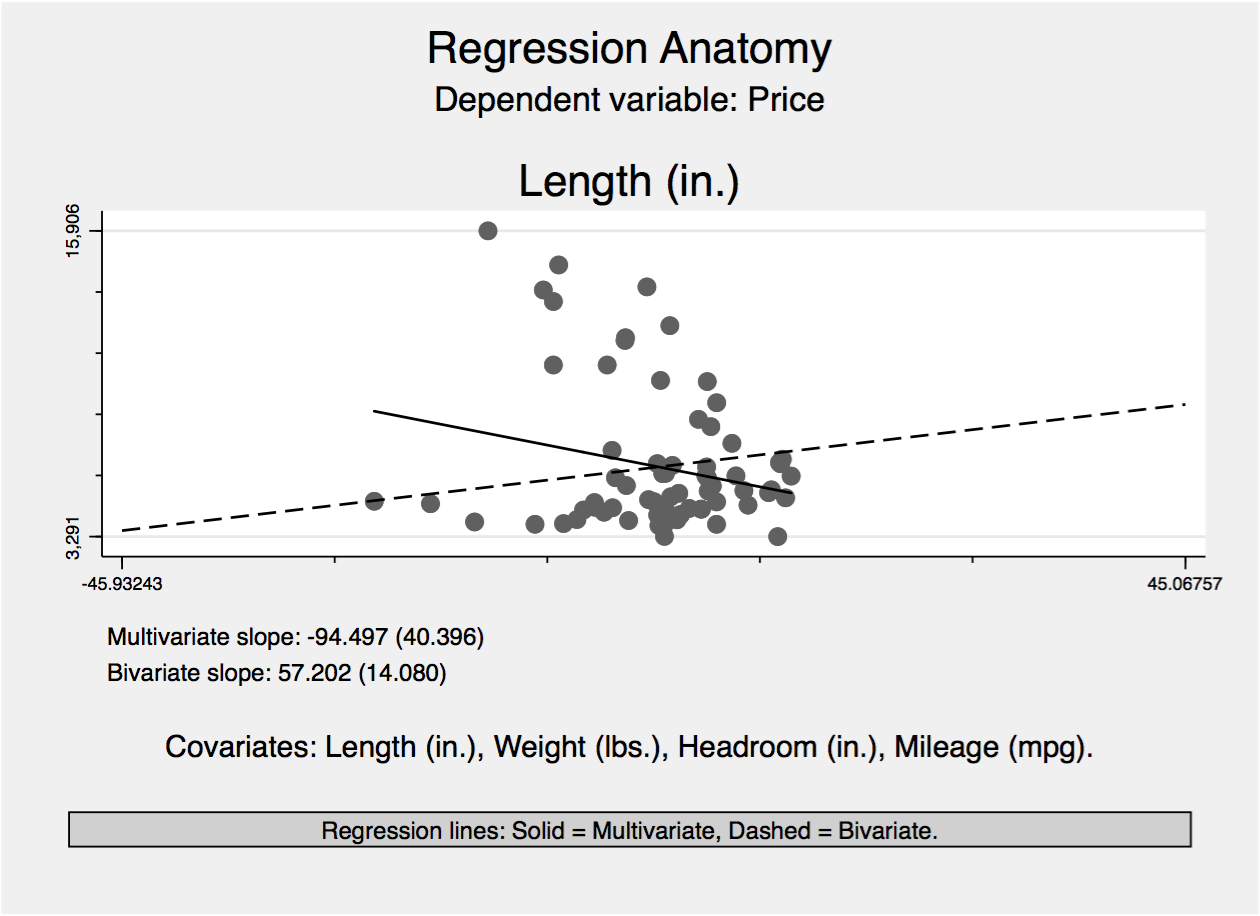 Regression Anatomy
Dependent variable: Price
Length (in.)
15,906
3,291
-45.93243
45.06757
Multivariate slope: -94.497 (40.396)
Bivariate slope: 57.202 (14.080)
Covariates: Length (in.), Weight (lbs.), Headroom (in.), Mileage (mpg).
Regression lines: Solid = Multivariate, Dashed = Bivariate.